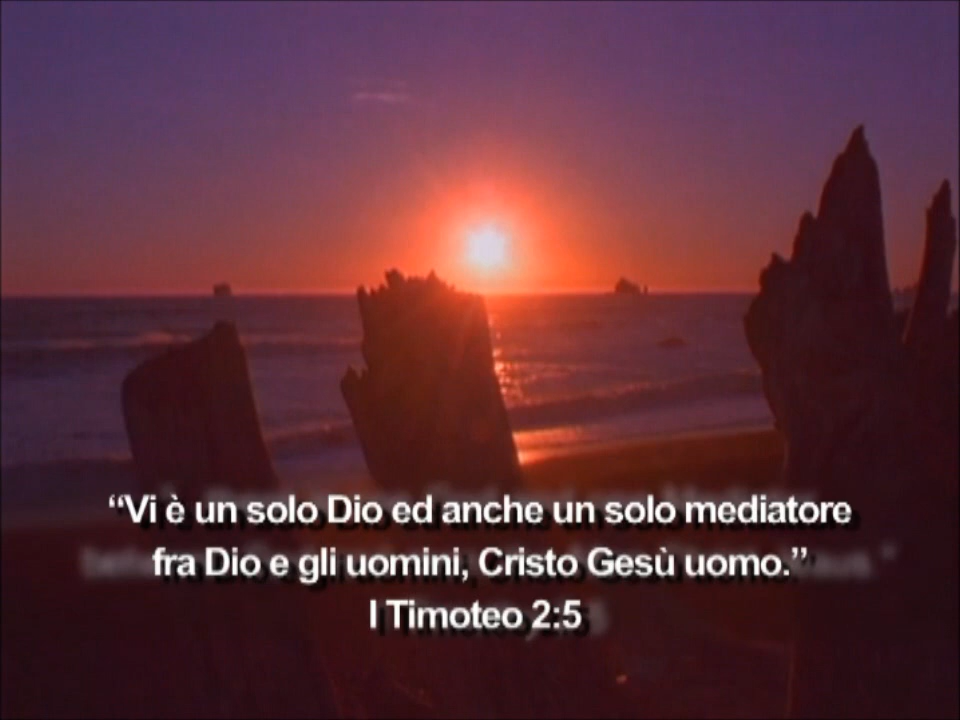 “Vi è un solo Dio ed anche un solo mediatore
fra Dio e gli uomini, Cristo Gesù uomo.”
I Timoteo 2:5